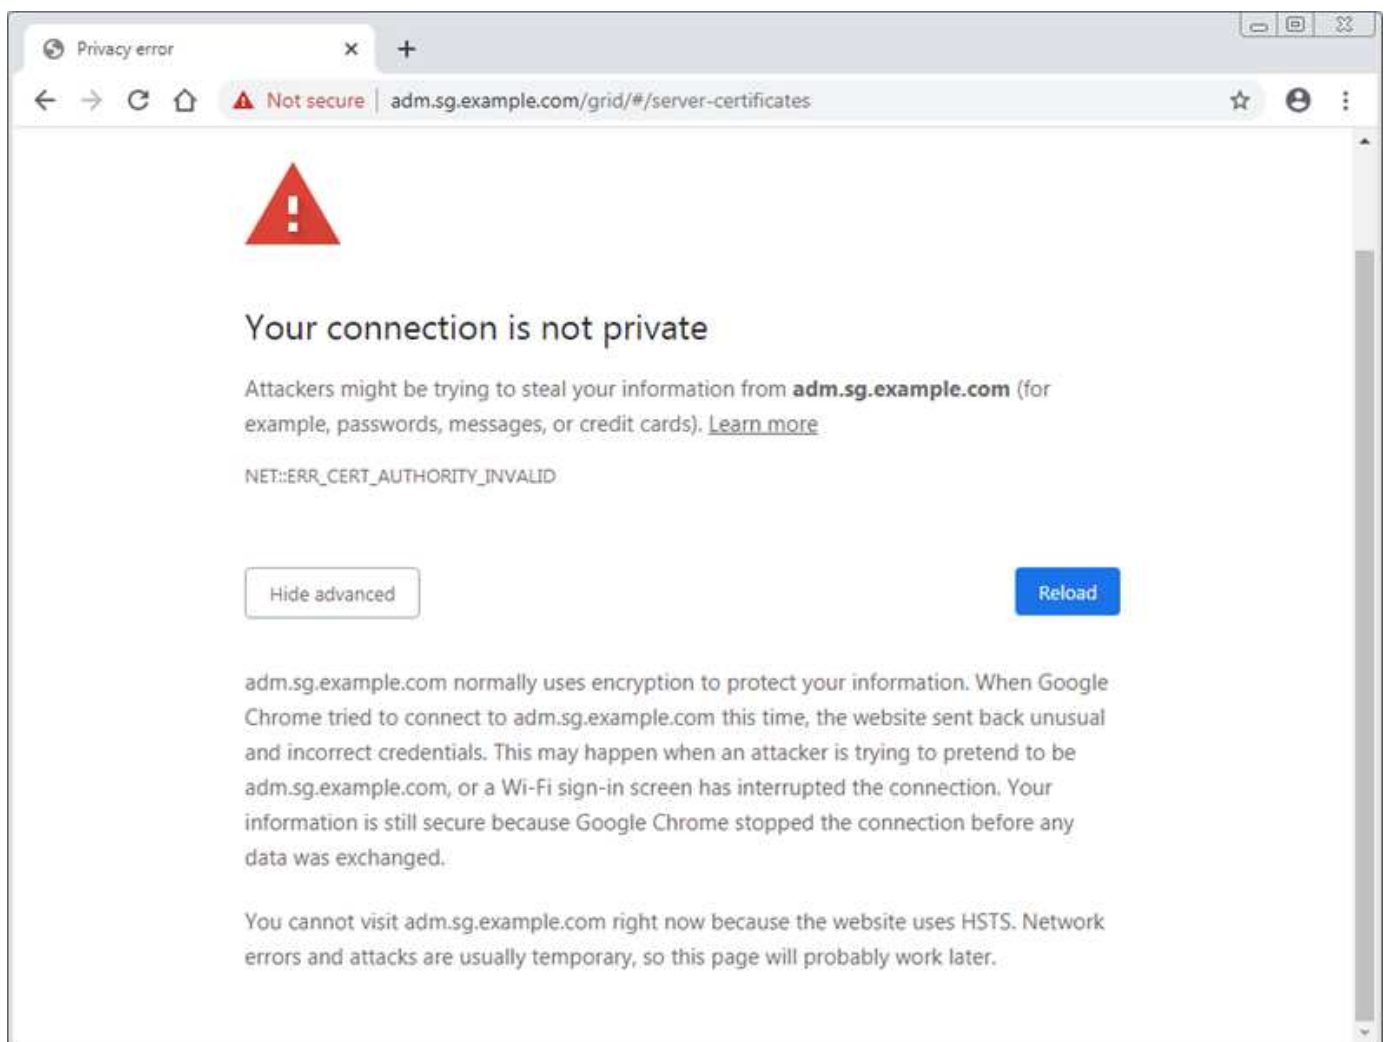 Privacy error
Not secure
adm.sg.example.com/grid/#/server-certificates
Your connection is not private
Attackers might be trying to steal your information from adm.sg.example.com (for
example, passwords, messages, or credit cards). Learn more
NET::ERR_CERT_AUTHORITY_INVALID
Hide advanced
Reload
adm.sg.example.com normally uses encryption to protect your information. When Google
Chrome tried to connect to adm.sg.example.com this time, the website sent back unusual
and incorrect credentials. This may happen when an attacker is trying to pretend to be
adm.sg.example.com, or a Wi-Fi sign-in screen has interrupted the connection. Your
information is still secure because Google Chrome stopped the connection before any
data was exchanged.
You cannot visit adm.sg.example.com right now because the website uses HSTS. Network
errors and attacks are usually temporary, so this page will probably work later.